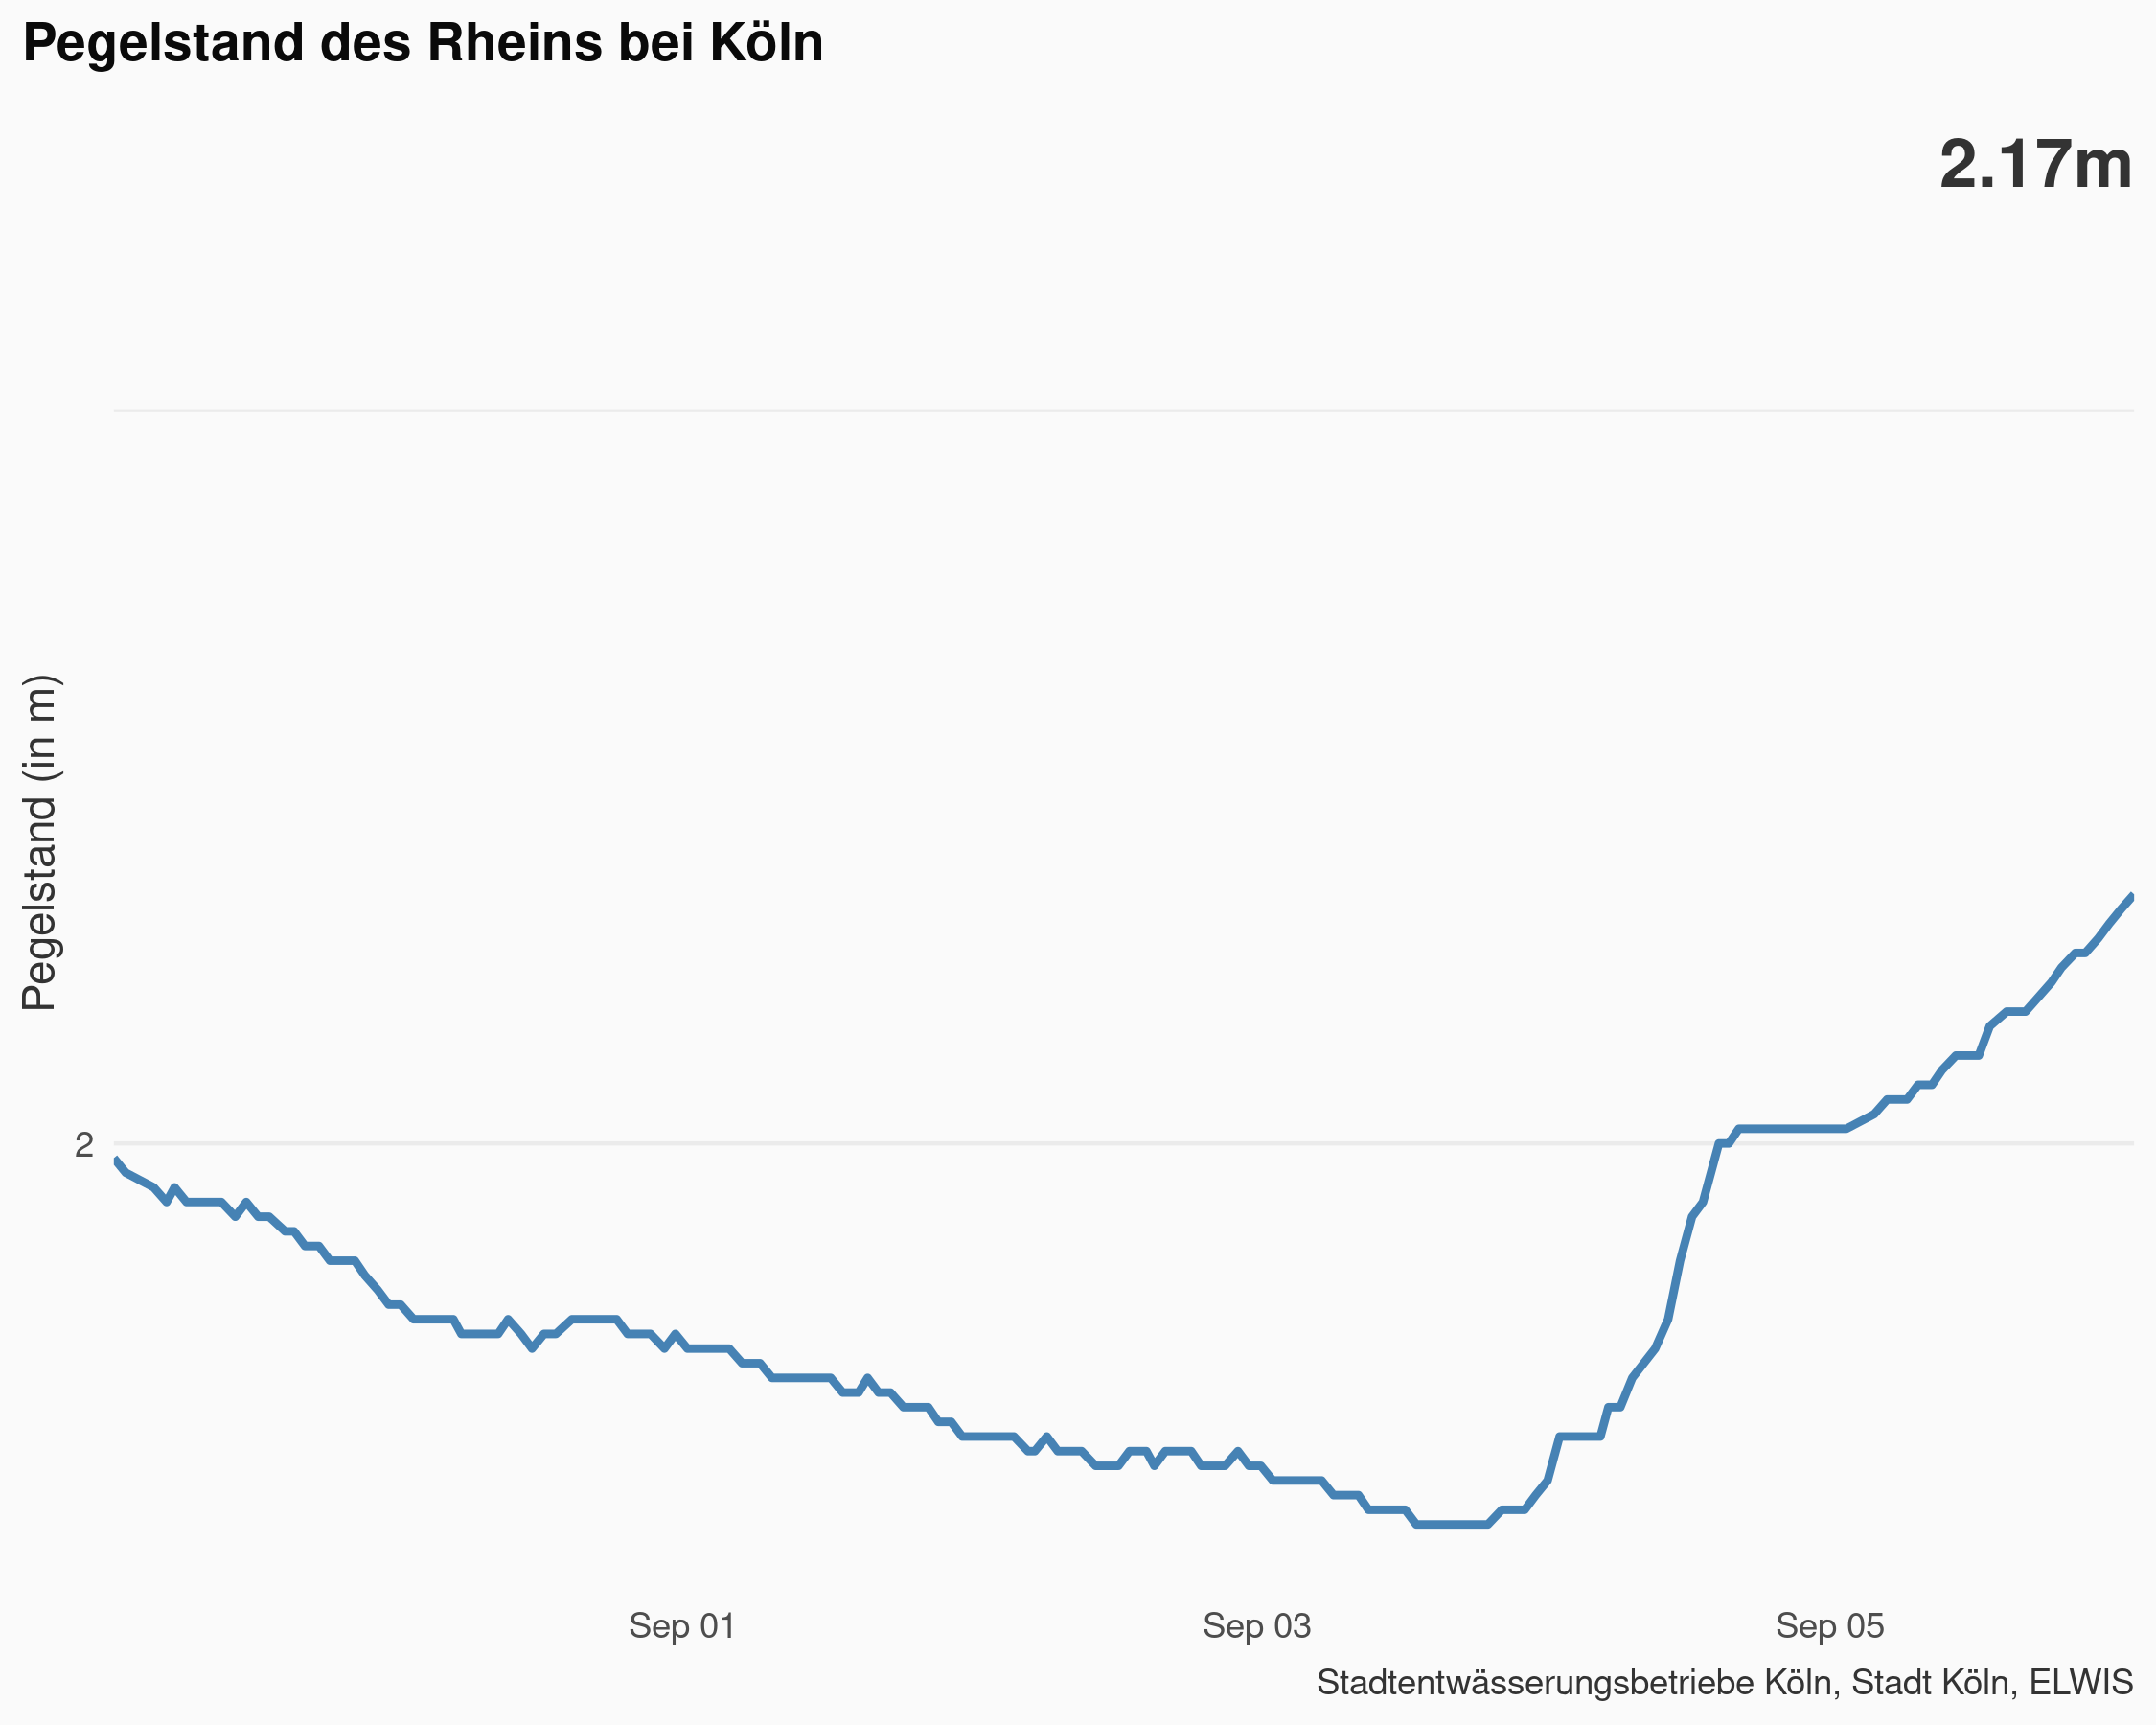 Pegelstand des Rheins bei Köln
2.17m
Pegelstand (in m)
2
Sep 01
Sep 03
Sep 05
Stadtentwässerungsbetriebe Köln, Stadt Köln, ELWIS